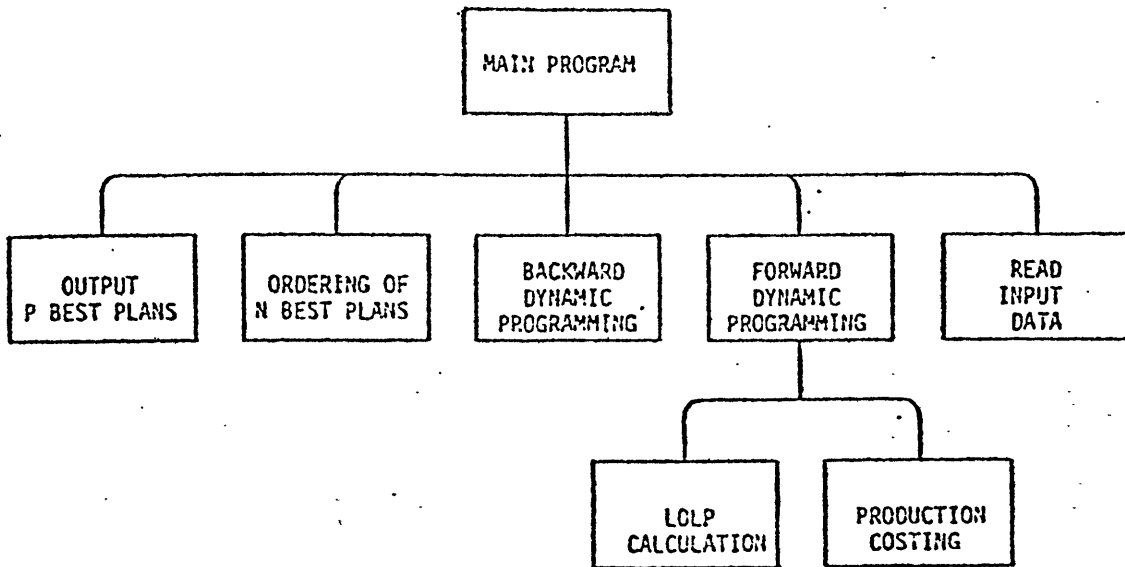 MAIN PROGRAM
OUTPUT
P BEST PLANS
ORDERING OF
N BEST PLANS
BACKWARD
DYNAMIC
PROGRAMMING
FORWARD
DYNAMIC
PROGRAMMING
READ
INPUT
DATA
LOLP
CALCULATION
PRODUCTION
COSTING